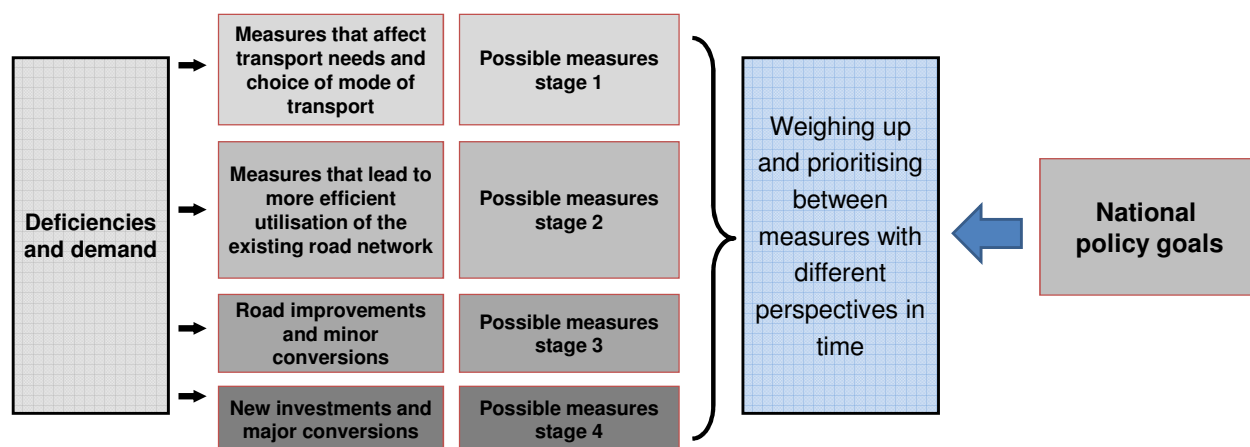 Deficiencies
and demand
Measures that affect
transport needs and
choice of mode of
transport
Possible measures
stage 1
Measures that lead to
more efficient
utilisation of the
existing road network
Possible measures
stage 2
Road improvements
and minor
conversions
Possible measures
stage 3
New investments and
major conversions
Possible measures
stage 4
Weighing up
and prioritising
between
measures with
different
perspectives in
time
National
policy goals